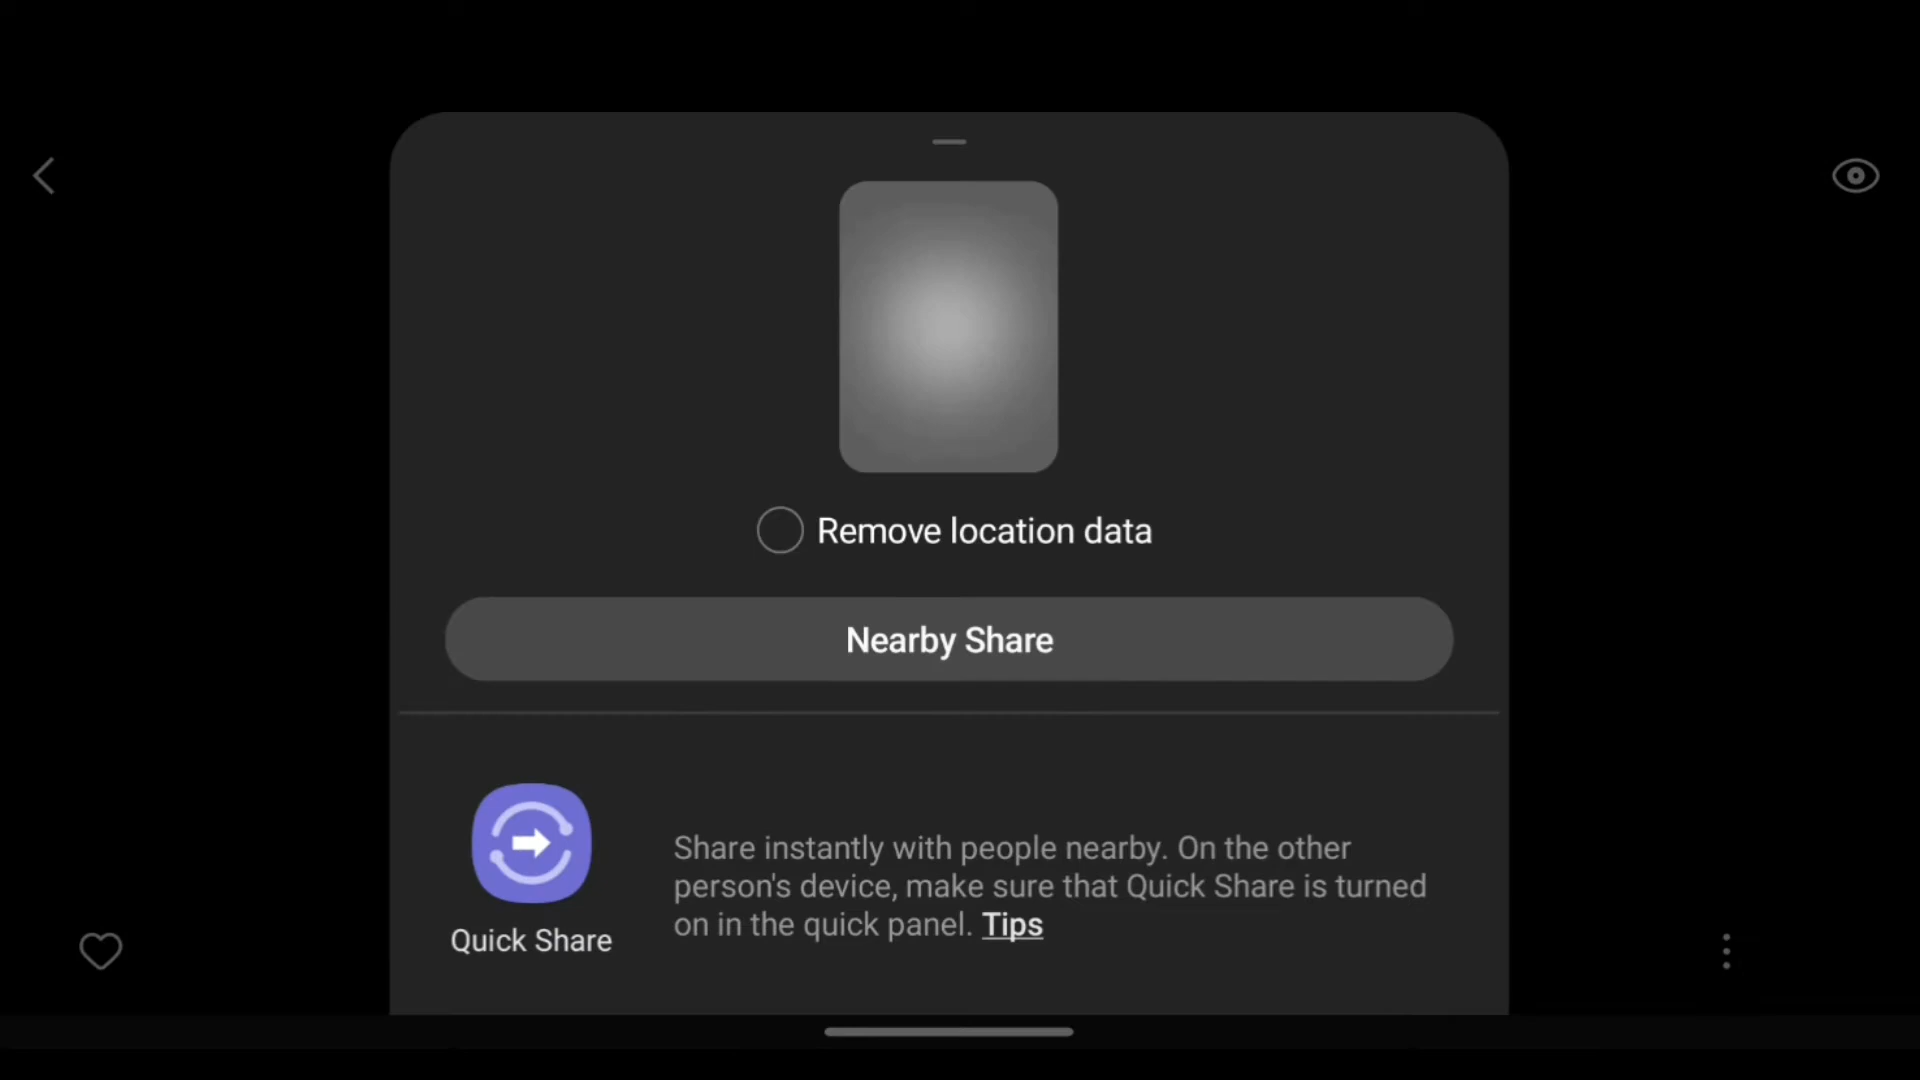 Remove location data
Nearby Share
Share instantly with people nearby. On the other
person's device, make sure that Quick Share is turned
on in the quick panel. Tips
Quick Share